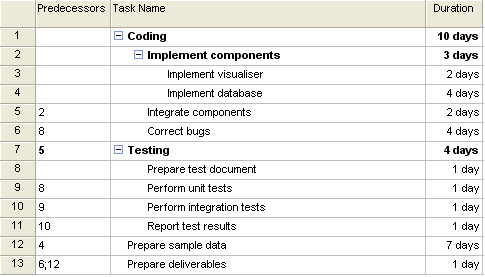 Predecessors Task Name Duration
1 Coding 10 days
2 Implement components 3 days
3 Implement visualiser 2 days
4 Implement database 4 days
5 2 Integrate components 2 days
6 8 Correct bugs 4 days
7 5 Testing 4 days
8 Prepare test document 1 day
9 8 Perform unit tests 1 day
10 9 Perform integration tests 1 day
11 10 Report test results 1 day
12 4 Prepare sample data 7 days
13 6;12 Prepare deliverables 1 day